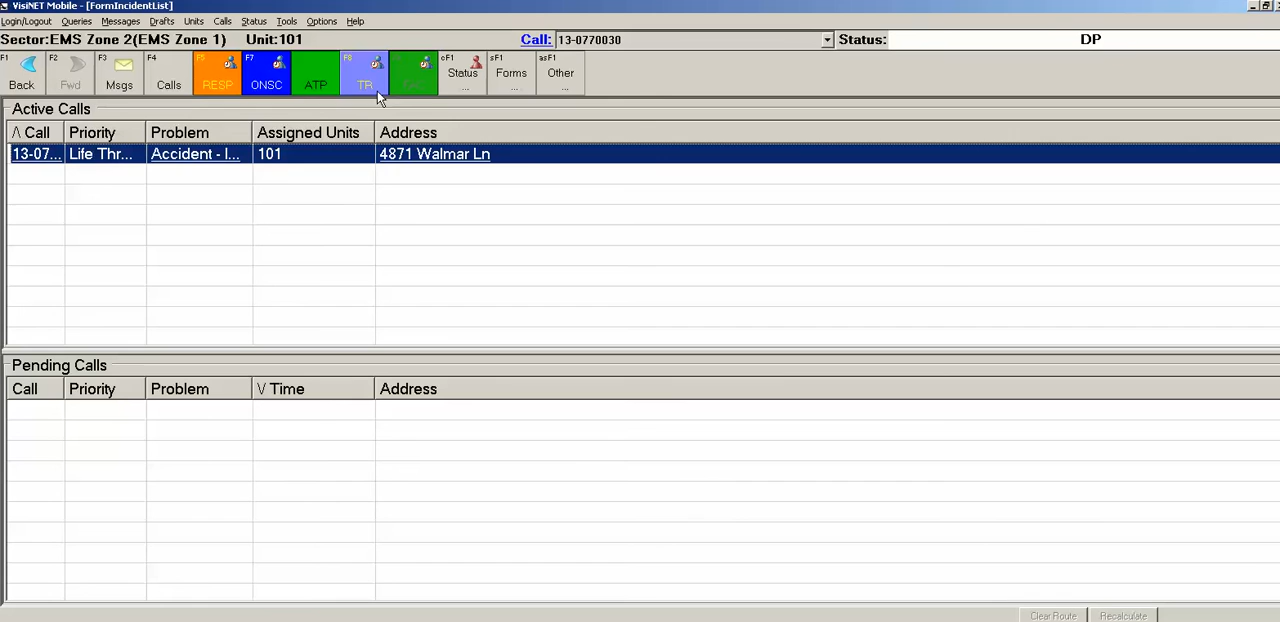 VisiNET Mobile - [FormIncidentList]
Login/Logout Queries Messages Drafts Units Calls Status Tools Options Help
Sector:EMS Zone 2(EMS Zone 1) Unit:101 Call: 13-0770030 Status: DP
F1 F2 F3 F4 F5 F7 F8 cF1 sF1 asF1
Back Fwd Msgs Calls RESP ONSC ATP TR Status Forms Other
... ... ...
Active Calls
/\ Call Priority Problem Assigned Units Address
13-07... Life Thr... Accident - I... 101 4871 Walmar Ln
Pending Calls
Call Priority Problem \/ Time Address
Clear Route Recalculate